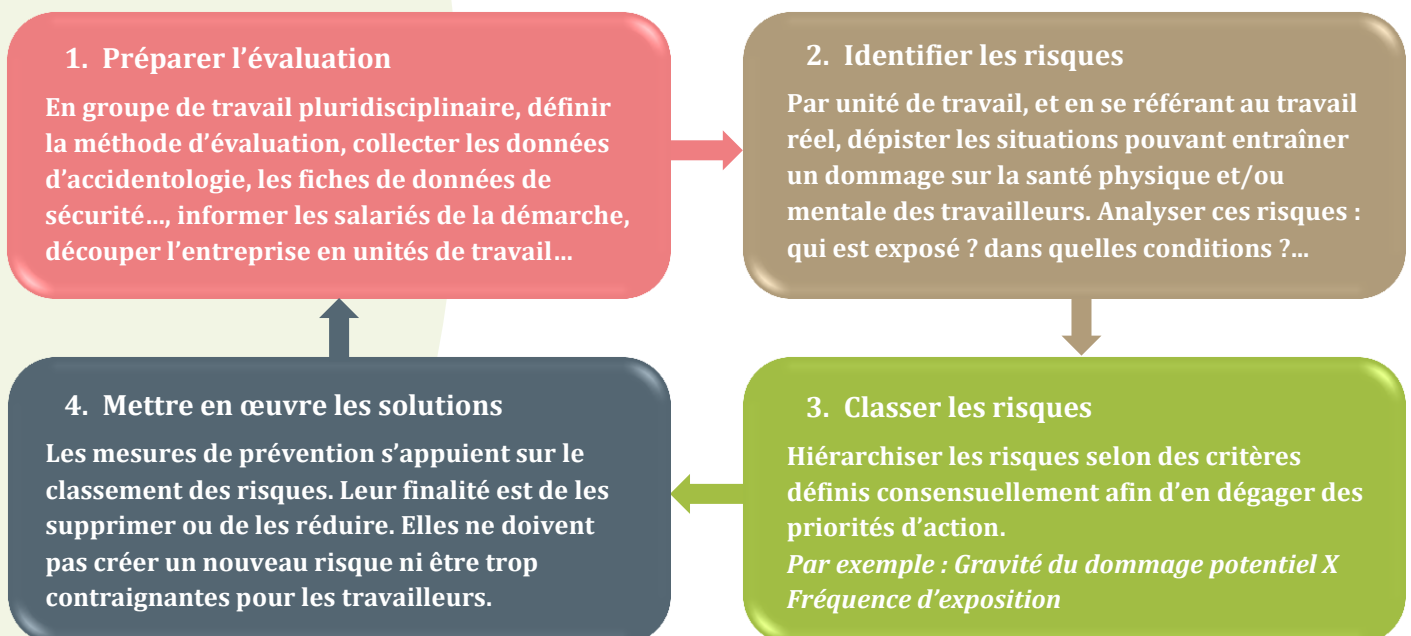 1. Préparer l’évaluation
En groupe de travail pluridisciplinaire, définir
la méthode d’évaluation, collecter les données
d’accidentologie, les fiches de données de
sécurité…, informer les salariés de la démarche,
découper l’entreprise en unités de travail…
2. Identifier les risques
Par unité de travail, et en se référant au travail
réel, dépister les situations pouvant entraîner
un dommage sur la santé physique et/ou
mentale des travailleurs. Analyser ces risques :
qui est exposé ? dans quelles conditions ?...
3. Classer les risques
Hiérarchiser les risques selon des critères
définis consensuellement afin d’en dégager des
priorités d’action.
Par exemple : Gravité du dommage potentiel X
Fréquence d’exposition
4. Mettre en œuvre les solutions
Les mesures de prévention s’appuient sur le
classement des risques. Leur finalité est de les
supprimer ou de les réduire. Elles ne doivent
pas créer un nouveau risque ni être trop
contraignantes pour les travailleurs.